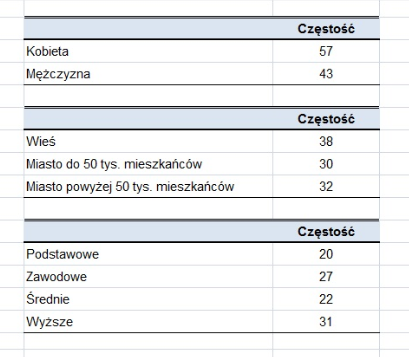 Częstość
Kobieta 57
Mężczyzna 43
Częstość
Wieś 38
Miasto do 50 tys. mieszkańców 30
Miasto powyżej 50 tys. mieszkańców 32
Częstość
Podstawowe 20
Zawodowe 27
Średnie 22
Wyższe 31